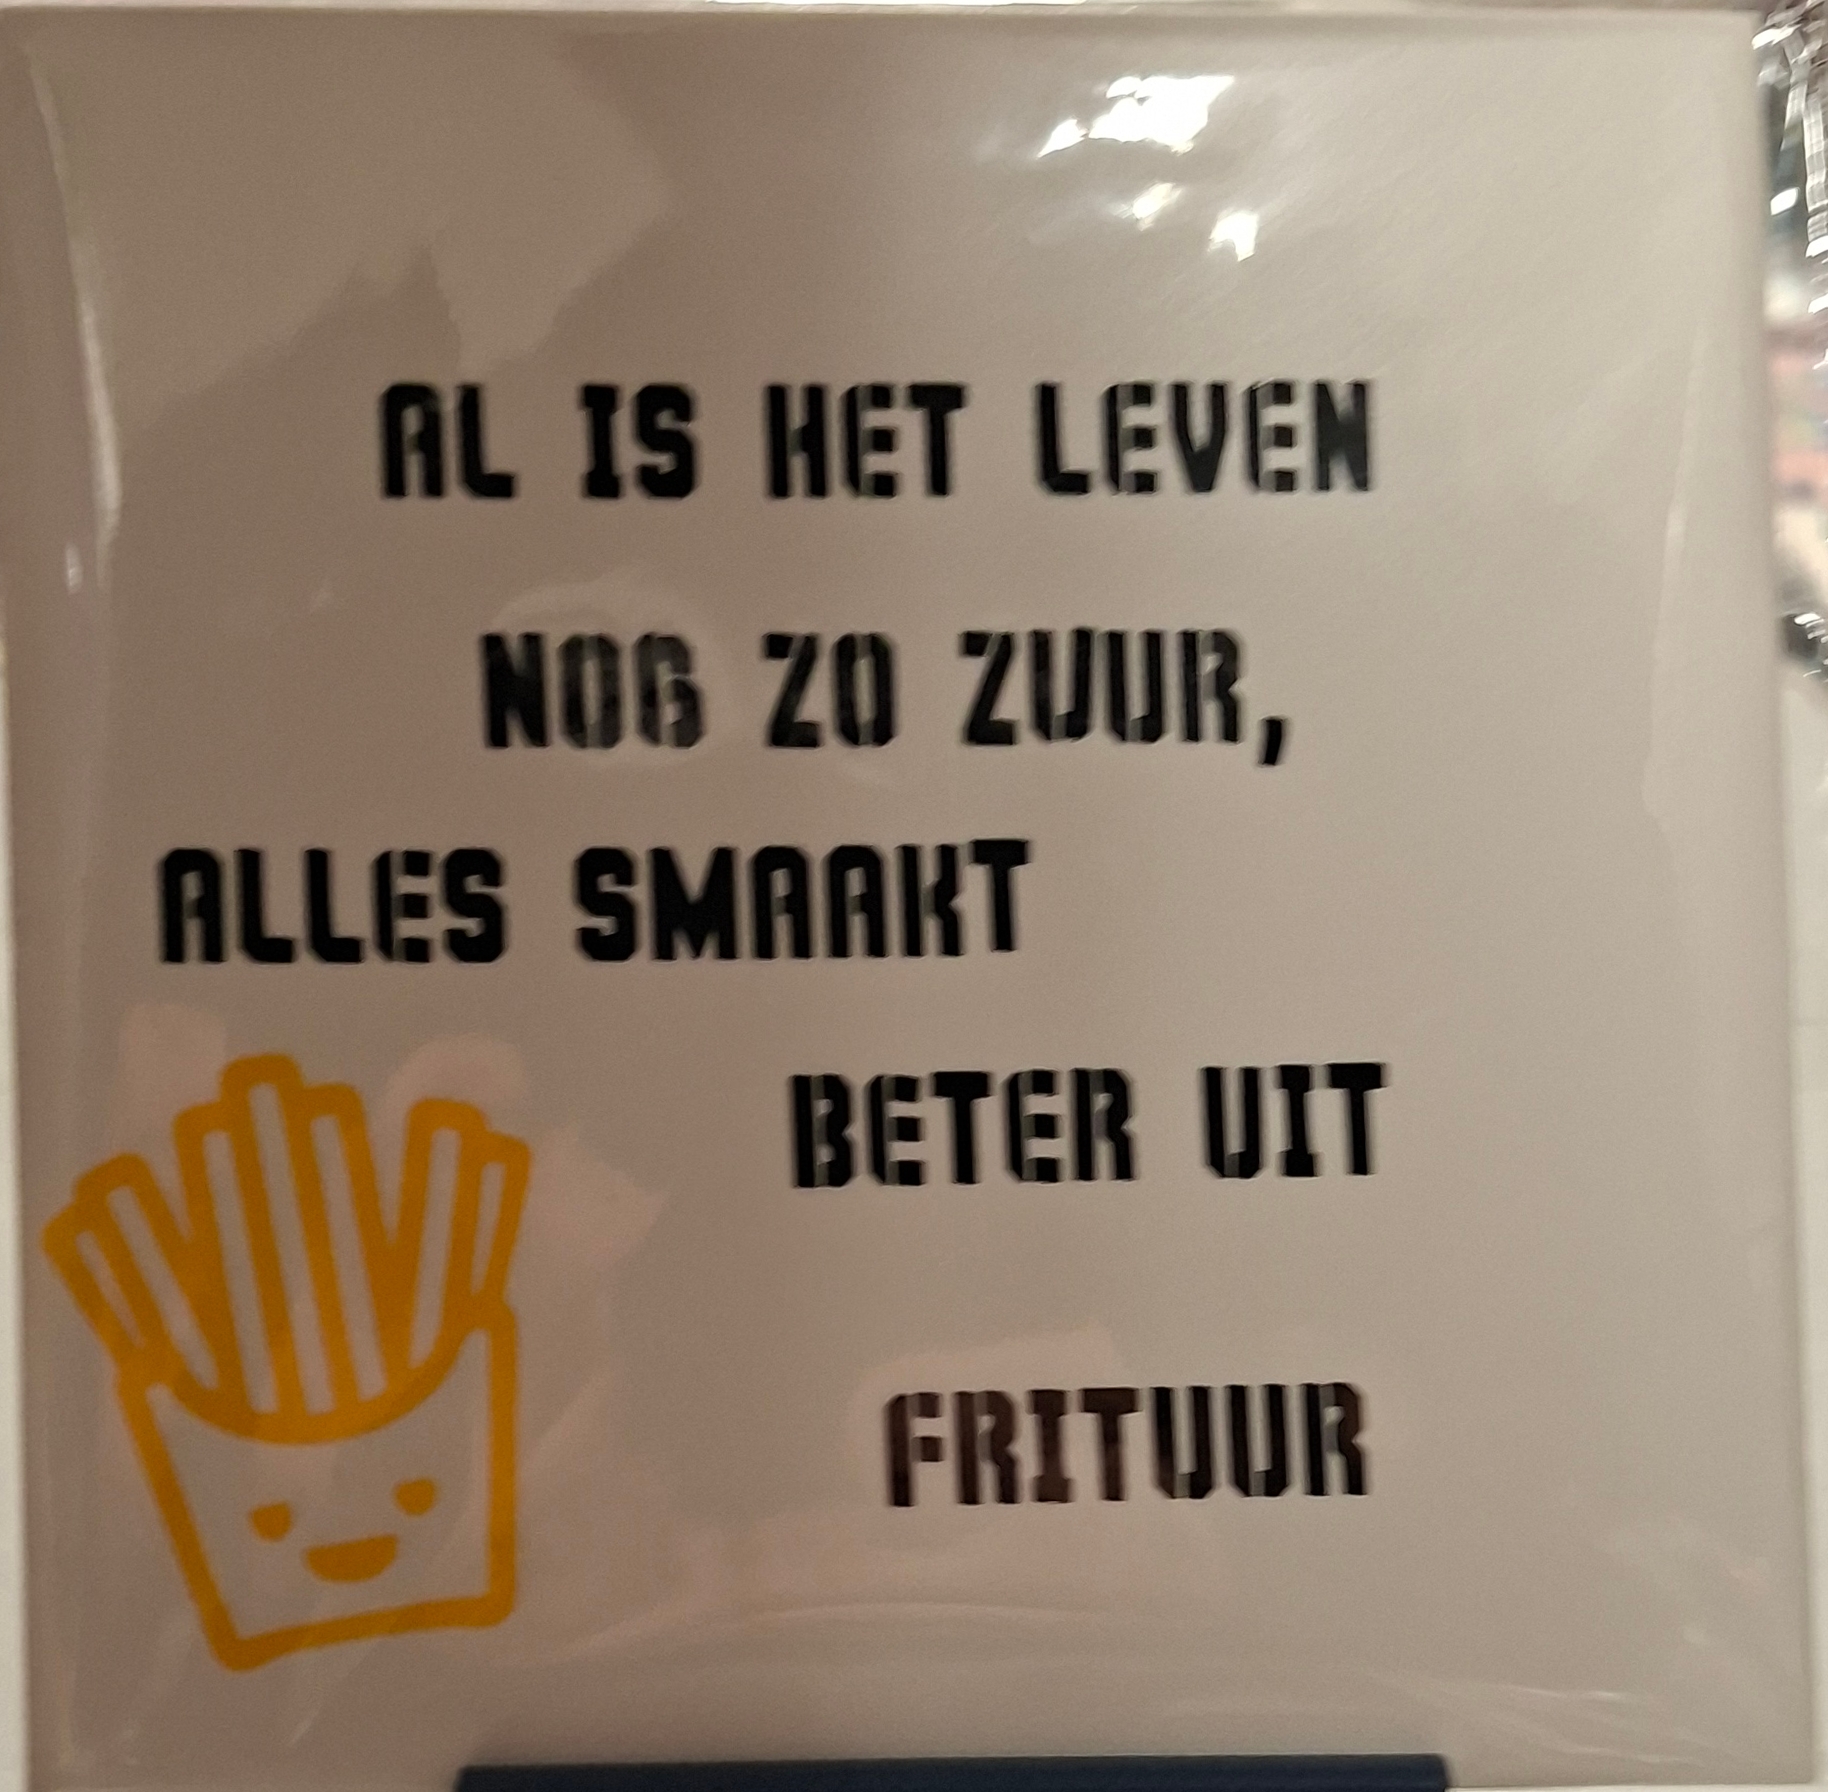 AL IS HET LEVEN
NOG ZO ZUUR,
ALLES SMAAKT
BETER UIT
FRITUUR